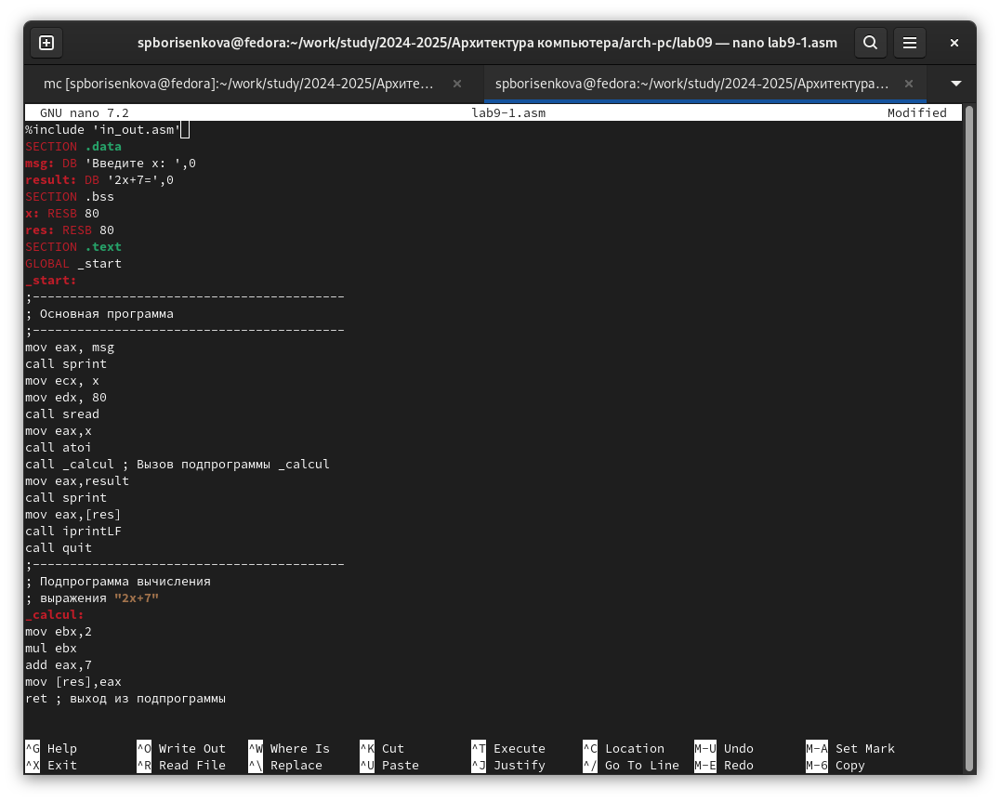 spborisenkova@fedora:~/work/study/2024-2025/Архитектура компьютера/arch-pc/lab09 — nano lab9-1.asm
mc [spborisenkova@fedora]:~/work/study/2024-2025/Архите… spborisenkova@fedora:~/work/study/2024-2025/Архитектура…
GNU nano 7.2 lab9-1.asm Modified
%include 'in_out.asm'
SECTION .data
msg: DB 'Введите x: ',0
result: DB '2x+7=',0
SECTION .bss
x: RESB 80
res: RESB 80
SECTION .text
GLOBAL _start
_start:
;------------------------------------------
; Основная программа
;------------------------------------------
mov eax, msg
call sprint
mov ecx, x
mov edx, 80
call sread
mov eax,x
call atoi
call _calcul ; Вызов подпрограммы _calcul
mov eax,result
call sprint
mov eax,[res]
call iprintLF
call quit
;------------------------------------------
; Подпрограмма вычисления
; выражения "2x+7"
_calcul:
mov ebx,2
mul ebx
add eax,7
mov [res],eax
ret ; выход из подпрограммы
^G Help ^O Write Out ^W Where Is ^K Cut ^T Execute ^C Location M-U Undo M-A Set Mark
^X Exit ^R Read File ^\ Replace ^U Paste ^J Justify ^/ Go To Line M-E Redo M-6 Copy